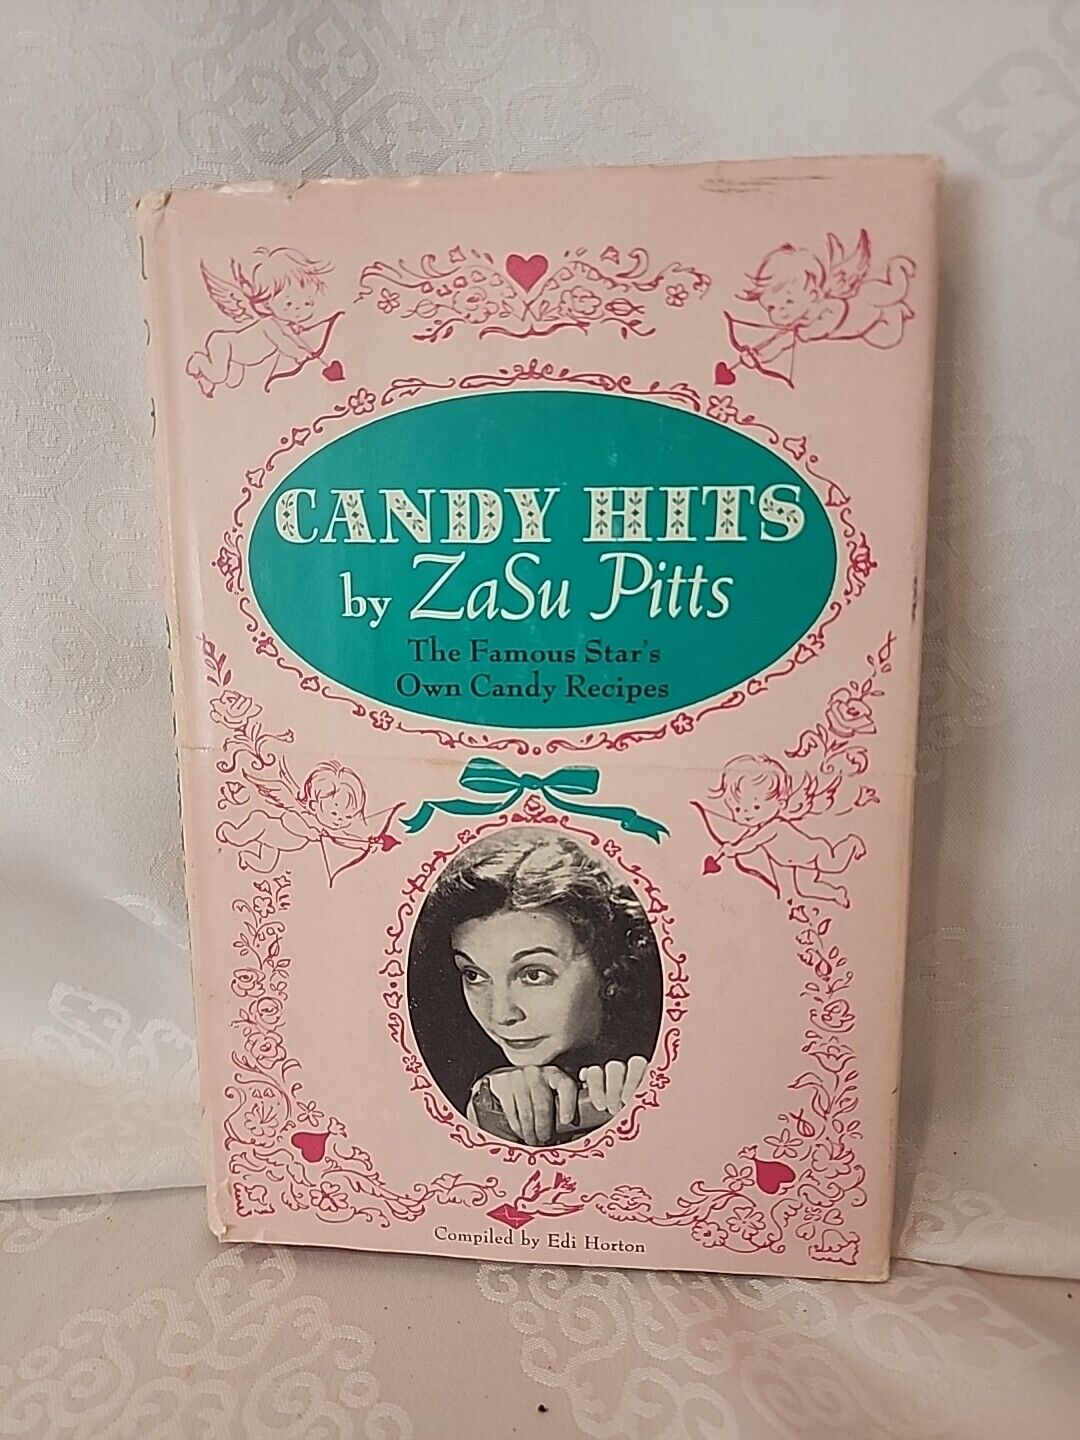 CANDY HITS
by ZaSu Pitts
The Famous Star's
Own Candy Recipes
Compiled by Edi Horton